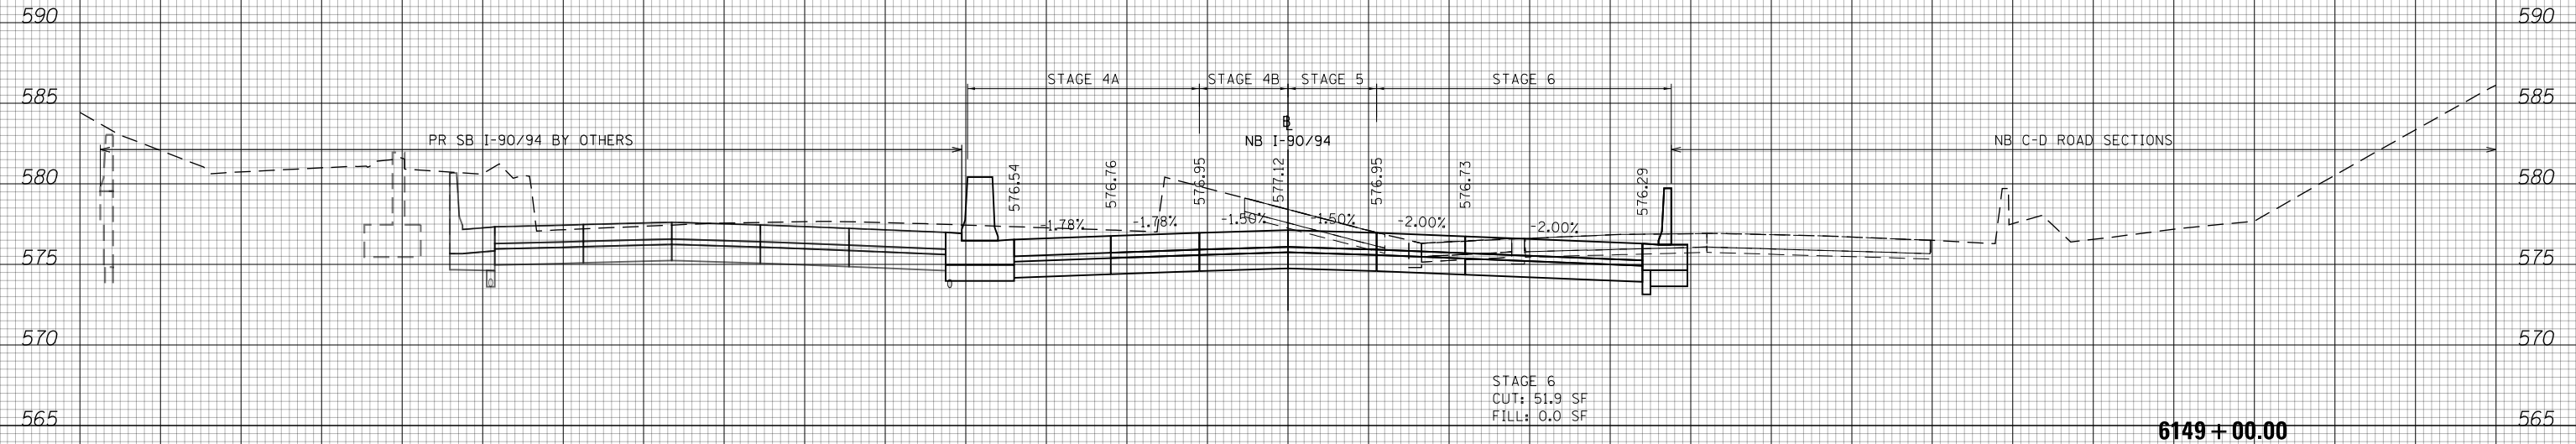 590 590
STAGE 4A STAGE 4B STAGE 5 STAGE 6
585 585
PR SB I-90/94 BY OTHERS NB I-90/94 NB C-D ROAD SECTIONS
580 580
576.54 576.76 576.95 577.12 576.95 576.73 576.29
-1.78% -1.78% -1.50% -1.50% -2.00% -2.00%
575 575
570 570
STAGE 6
CUT: 51.9 SF
FILL: 0.0 SF
565 565
6149+00.00